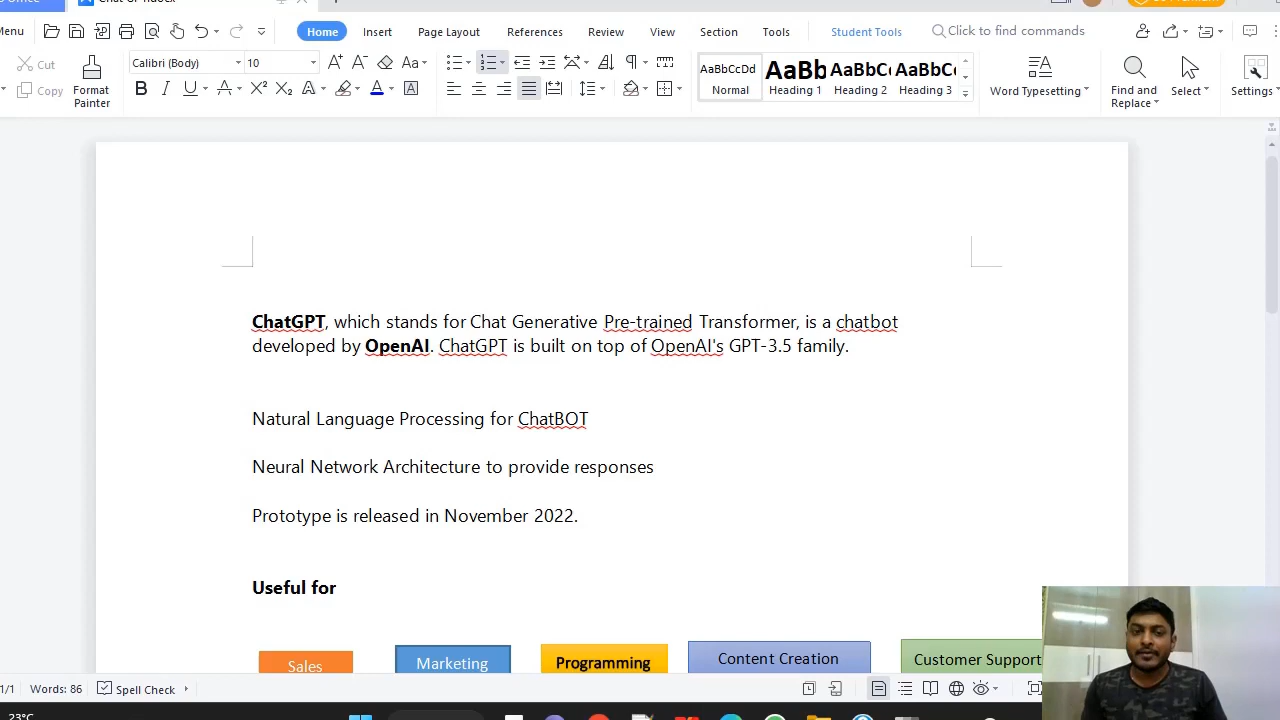 Menu Home Insert Page Layout References Review View Section Tools Student Tools Click to find commands
Cut Calibri (Body) 10 AaBbCcDd
Copy Format Painter Normal Heading 1 Heading 2 Heading 3 Word Typesetting Find and Replace Select Settings
ChatGPT, which stands for Chat Generative Pre-trained Transformer, is a chatbot
developed by OpenAI. ChatGPT is built on top of OpenAI's GPT-3.5 family.
Natural Language Processing for ChatBOT
Neural Network Architecture to provide responses
Prototype is released in November 2022.
Useful for
Sales Marketing Programming Content Creation Customer Support
1/1 Words: 86 Spell Check
23°C